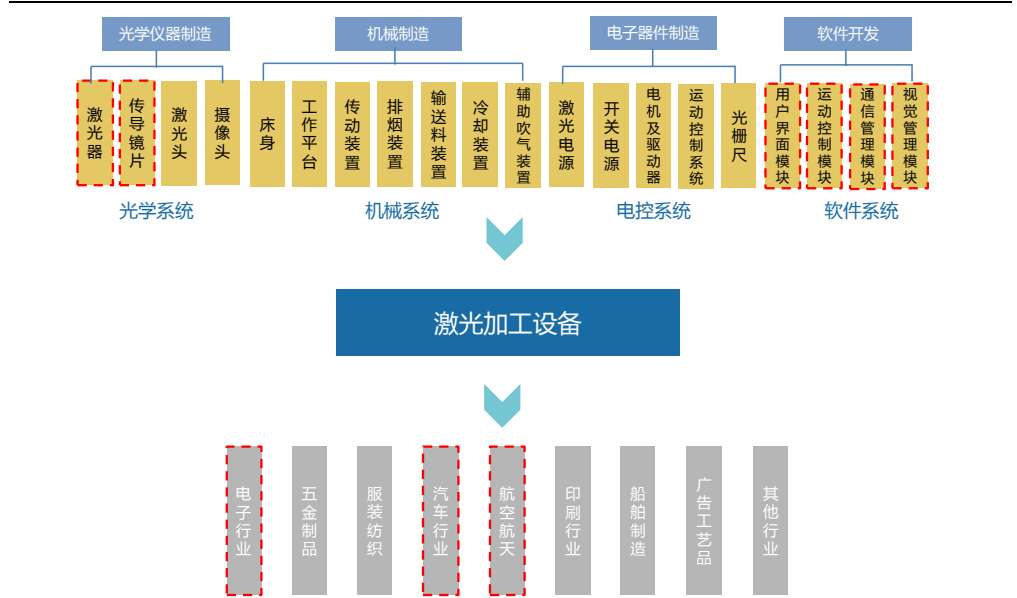 光学仪器制造
机械制造
电子器件制造
软件开发
激光器
传导镜片
激光头
摄像头
床身
工作平台
传动装置
排烟装置
输送料装置
冷却装置
辅助吹气装置
激光电源
开关电源
电机及驱动器
运动控制系统
光栅尺
用户界面模块
运动控制模块
通信管理模块
视觉管理模块
光学系统
机械系统
电控系统
软件系统
激光加工设备
电子行业
五金制品
服装纺织
汽车行业
航空航天
印刷行业
船舶制造
广告工艺品
其他行业